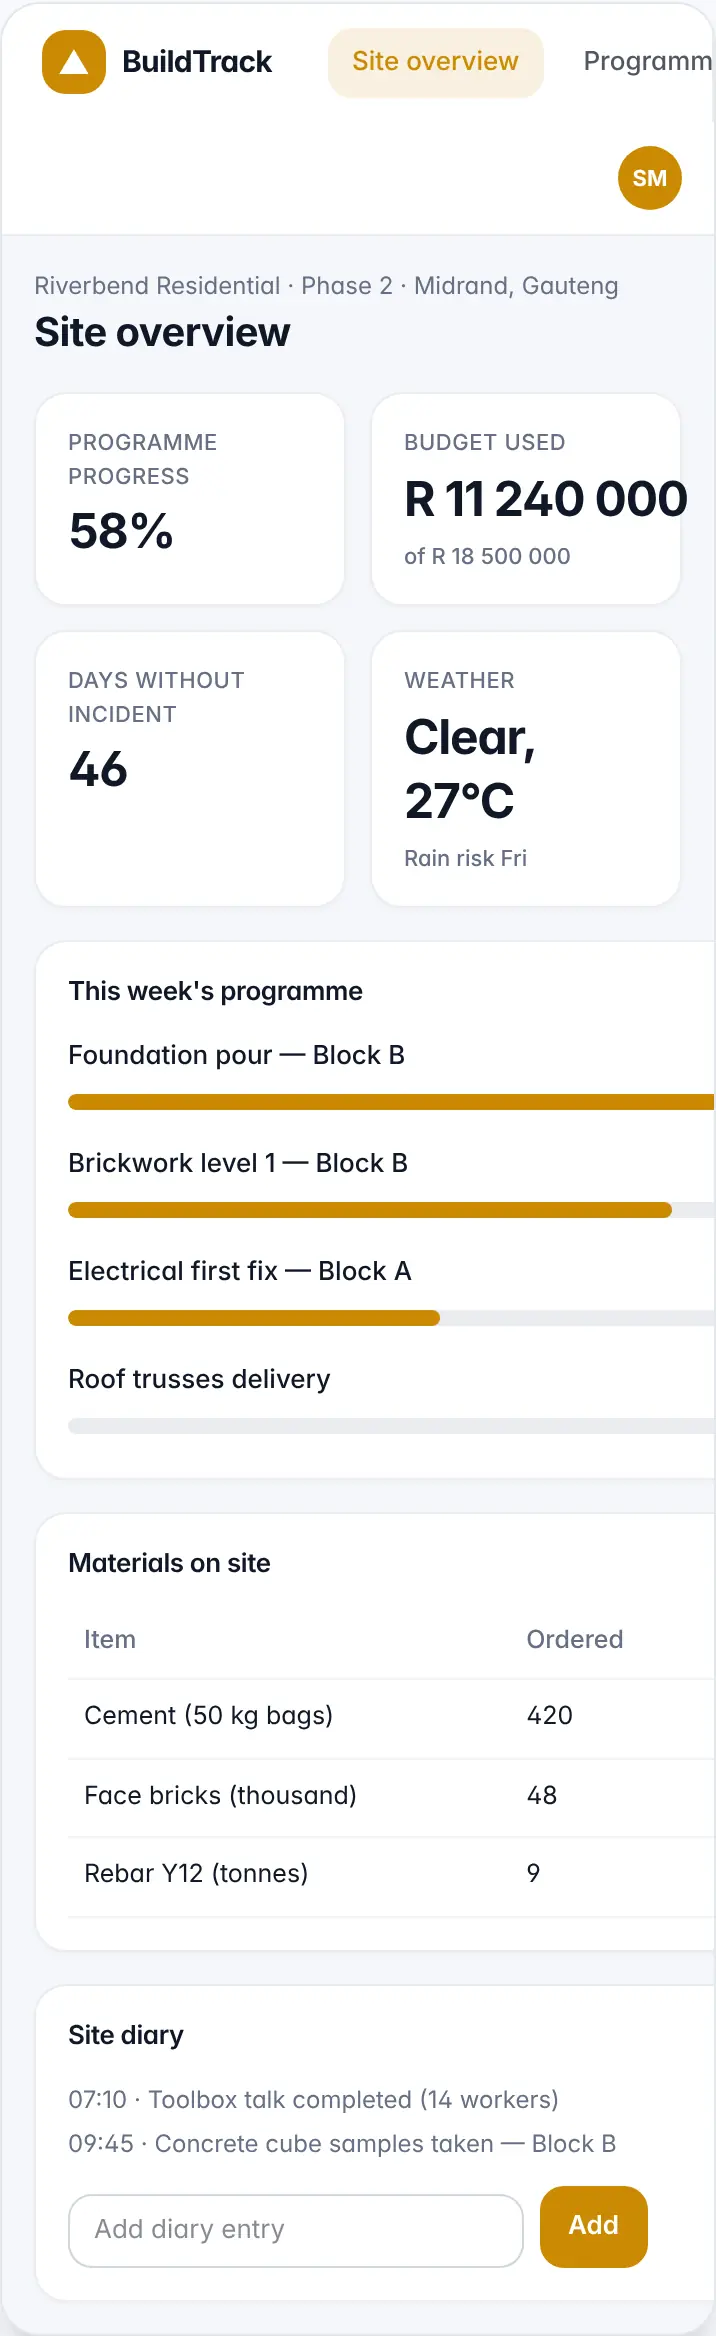 BuildTrack
Site overview
Programm
SM
Riverbend Residential · Phase 2 · Midrand, Gauteng
Site overview
PROGRAMME
PROGRESS
58%
BUDGET USED
R 11 240 000
of R 18 500 000
DAYS WITHOUT
INCIDENT
46
WEATHER
Clear,
27°C
Rain risk Fri
This week's programme
Foundation pour — Block B
Brickwork level 1 — Block B
Electrical first fix — Block A
Roof trusses delivery
Materials on site
Item Ordered
Cement (50 kg bags) 420
Face bricks (thousand) 48
Rebar Y12 (tonnes) 9
Site diary
07:10 · Toolbox talk completed (14 workers)
09:45 · Concrete cube samples taken — Block B
Add diary entry
Add